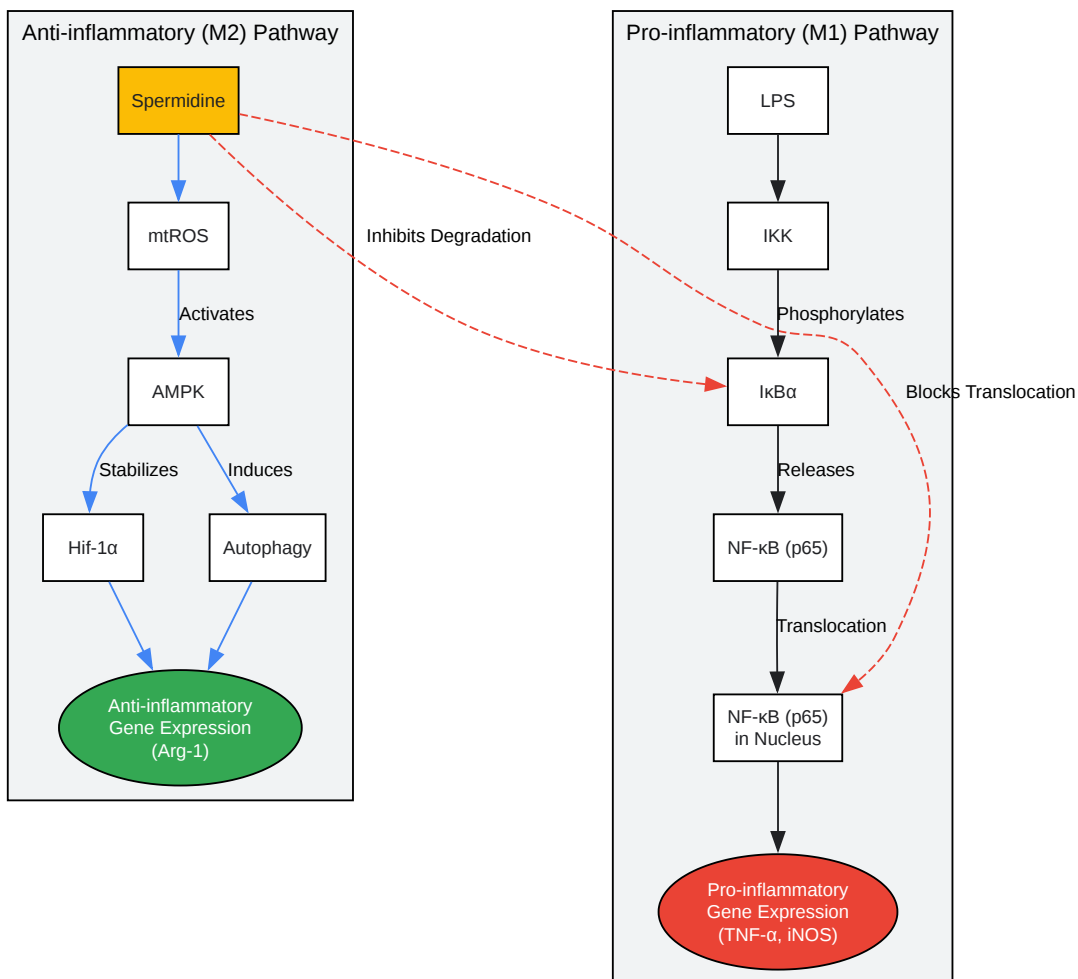 Anti-inflammatory (M2) Pathway
Spermidine
mtROS
Activates
AMPK
Stabilizes
Induces
Hif-1α
Autophagy
Anti-inflammatory
Gene Expression
(Arg-1)
Inhibits Degradation
Pro-inflammatory (M1) Pathway
LPS
IKK
Phosphorylates
IκBα
Blocks Translocation
Releases
NF-κB (p65)
Translocation
NF-κB (p65)
in Nucleus
Pro-inflammatory
Gene Expression
(TNF-α, iNOS)